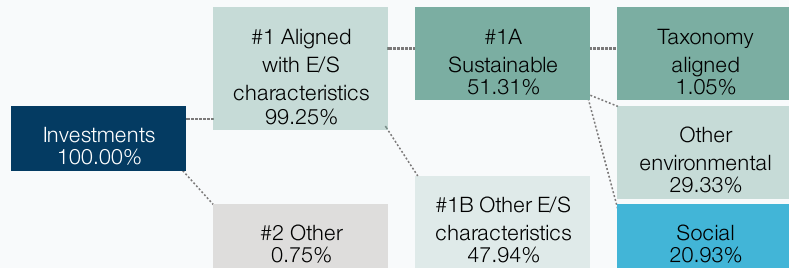 Investments
100.00%
#1 Aligned
with E/S
characteristics
99.25%
#2 Other
0.75%
#1A
Sustainable
51.31%
#1B Other E/S
characteristics
47.94%
Taxonomy
aligned
1.05%
Other
environmental
29.33%
Social
20.93%